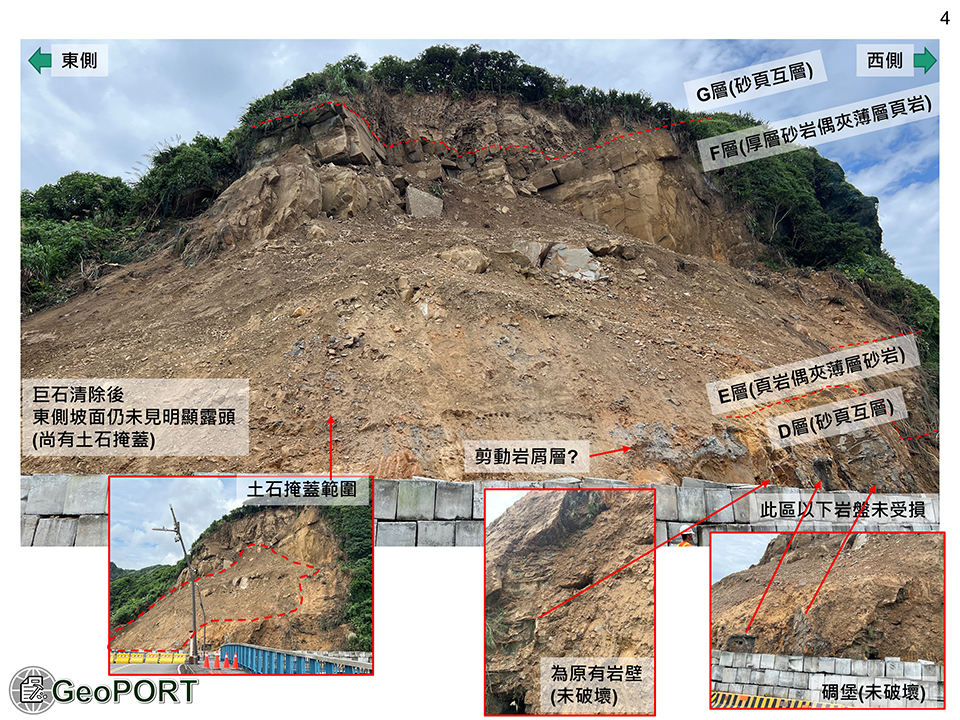 4
東側
西側
G層(砂頁互層)
F層(厚層砂岩偶夾薄層頁岩)
E層(頁岩偶夾薄層砂岩)
D層(砂頁互層)
巨石清除後
東側坡面仍未見明顯露頭
(尚有土石掩蓋)
剪動岩屑層?
土石掩蓋範圍
此區以下岩盤未受損
為原有岩壁
(未破壞)
碉堡(未破壞)
GeoPORT